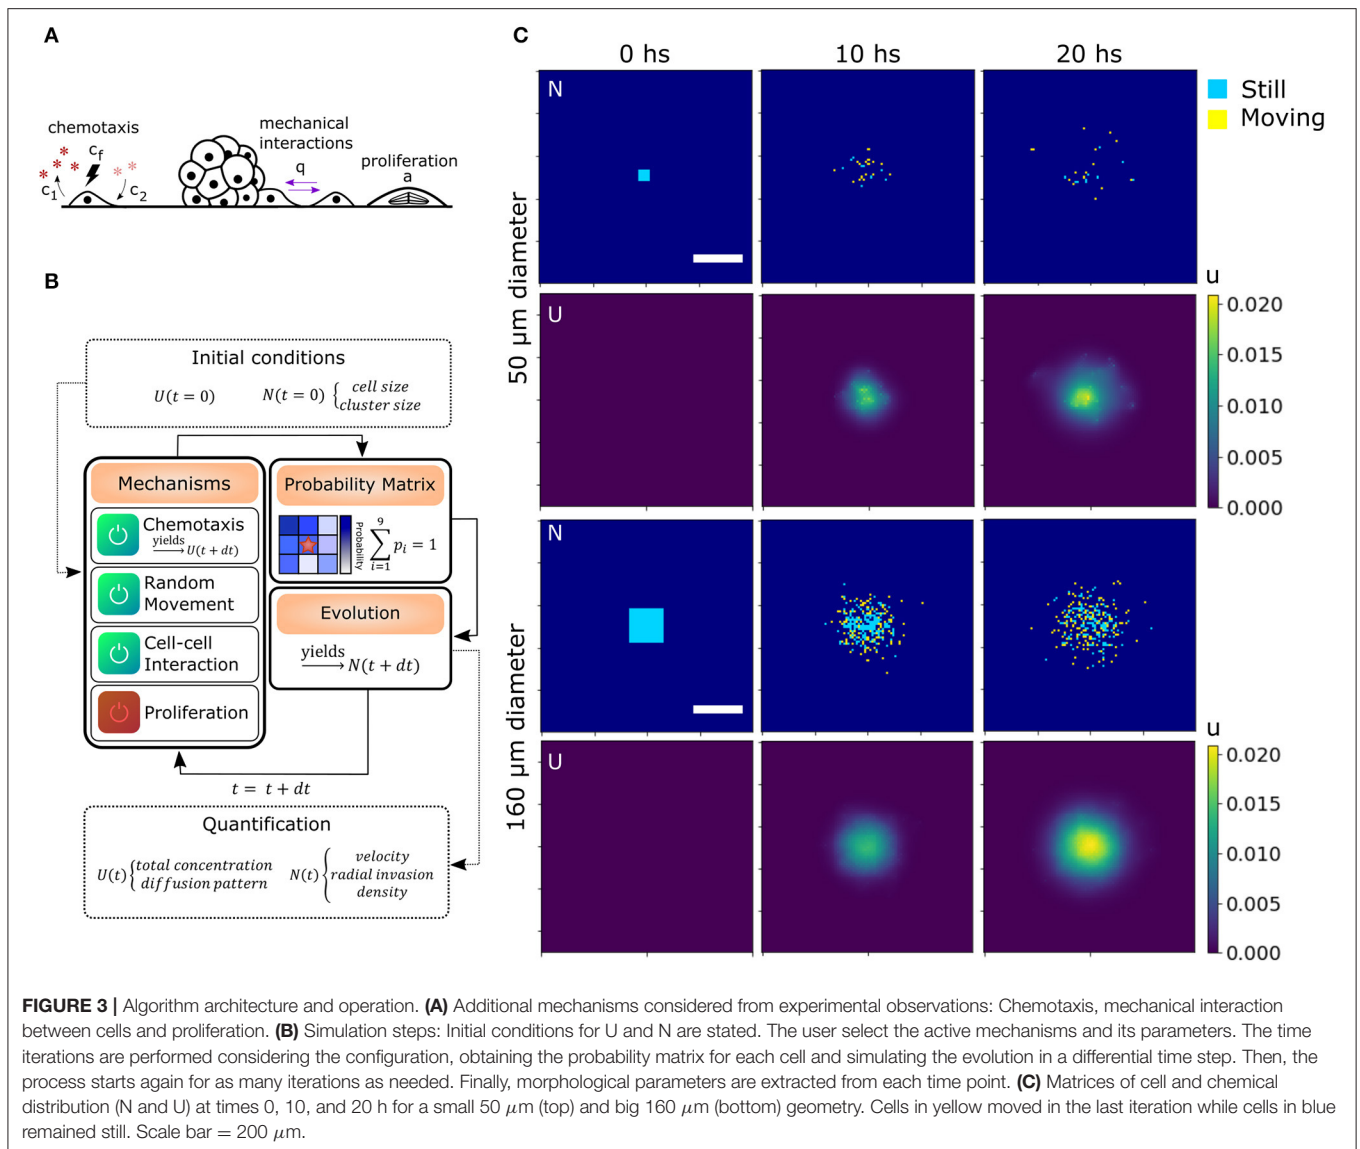 A
chemotaxis
c_f
c_1
c_2
mechanical
interactions
q
proliferation
a
B
Initial conditions
U(t = 0)
N(t = 0) { cell size
cluster size
Mechanisms
Chemotaxis
yields
⟶ U(t + dt)
Random
Movement
Cell-cell
Interaction
Proliferation
Probability Matrix
Probability
9
∑ p_i = 1
i=1
Evolution
yields
⟶ N(t + dt)
t = t + dt
Quantification
U(t) { total concentration
diffusion pattern
N(t) { velocity
radial invasion
density
C
0 hs
10 hs
20 hs
N
Still
Moving
50 µm diameter
U
u
0.020
0.015
0.010
0.005
0.000
N
160 µm diameter
U
u
0.020
0.015
0.010
0.005
0.000
FIGURE 3 | Algorithm architecture and operation. (A) Additional mechanisms considered from experimental observations: Chemotaxis, mechanical interaction
between cells and proliferation. (B) Simulation steps: Initial conditions for U and N are stated. The user select the active mechanisms and its parameters. The time
iterations are performed considering the configuration, obtaining the probability matrix for each cell and simulating the evolution in a differential time step. Then, the
process starts again for as many iterations as needed. Finally, morphological parameters are extracted from each time point. (C) Matrices of cell and chemical
distribution (N and U) at times 0, 10, and 20 h for a small 50 µm (top) and big 160 µm (bottom) geometry. Cells in yellow moved in the last iteration while cells in blue
remained still. Scale bar = 200 µm.